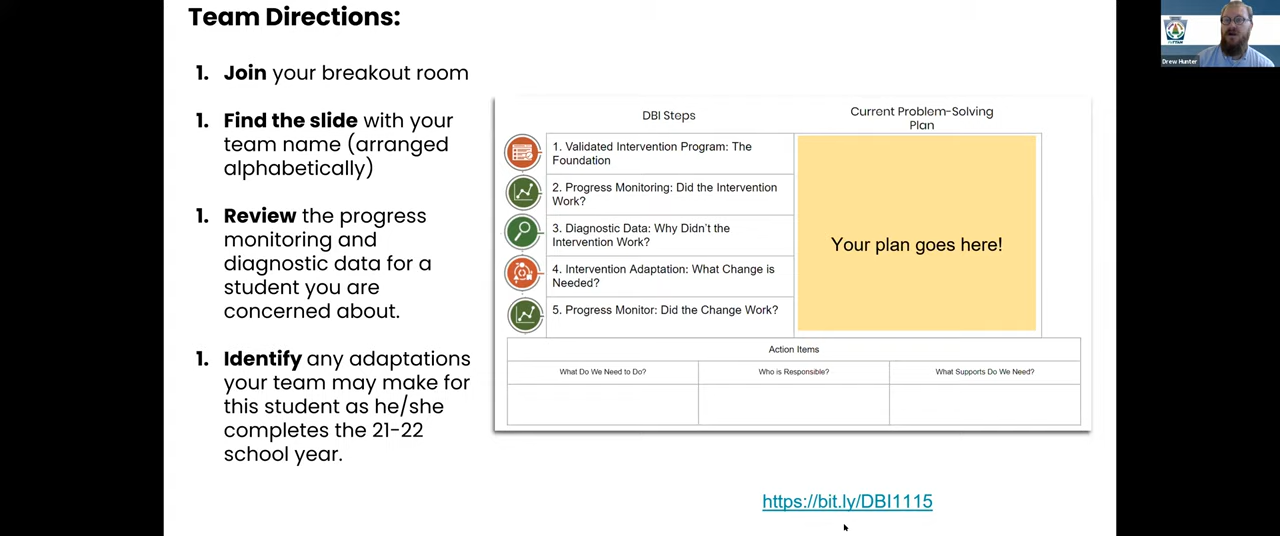 Team Directions:
1. Join your breakout room
1. Find the slide with your
team name (arranged
alphabetically)
1. Review the progress
monitoring and
diagnostic data for a
student you are
concerned about.
1. Identify any adaptations
your team may make for
this student as he/she
completes the 21-22
school year.
DBI Steps
Current Problem-Solving
Plan
1. Validated Intervention Program: The
Foundation
2. Progress Monitoring: Did the Intervention
Work?
3. Diagnostic Data: Why Didn't the
Intervention Work?
4. Intervention Adaptation: What Change is
Needed?
5. Progress Monitor: Did the Change Work?
Your plan goes here!
Action Items
What Do We Need to Do?
Who is Responsible?
What Supports Do We Need?
https://bit.ly/DBI1115
Drew Hunter